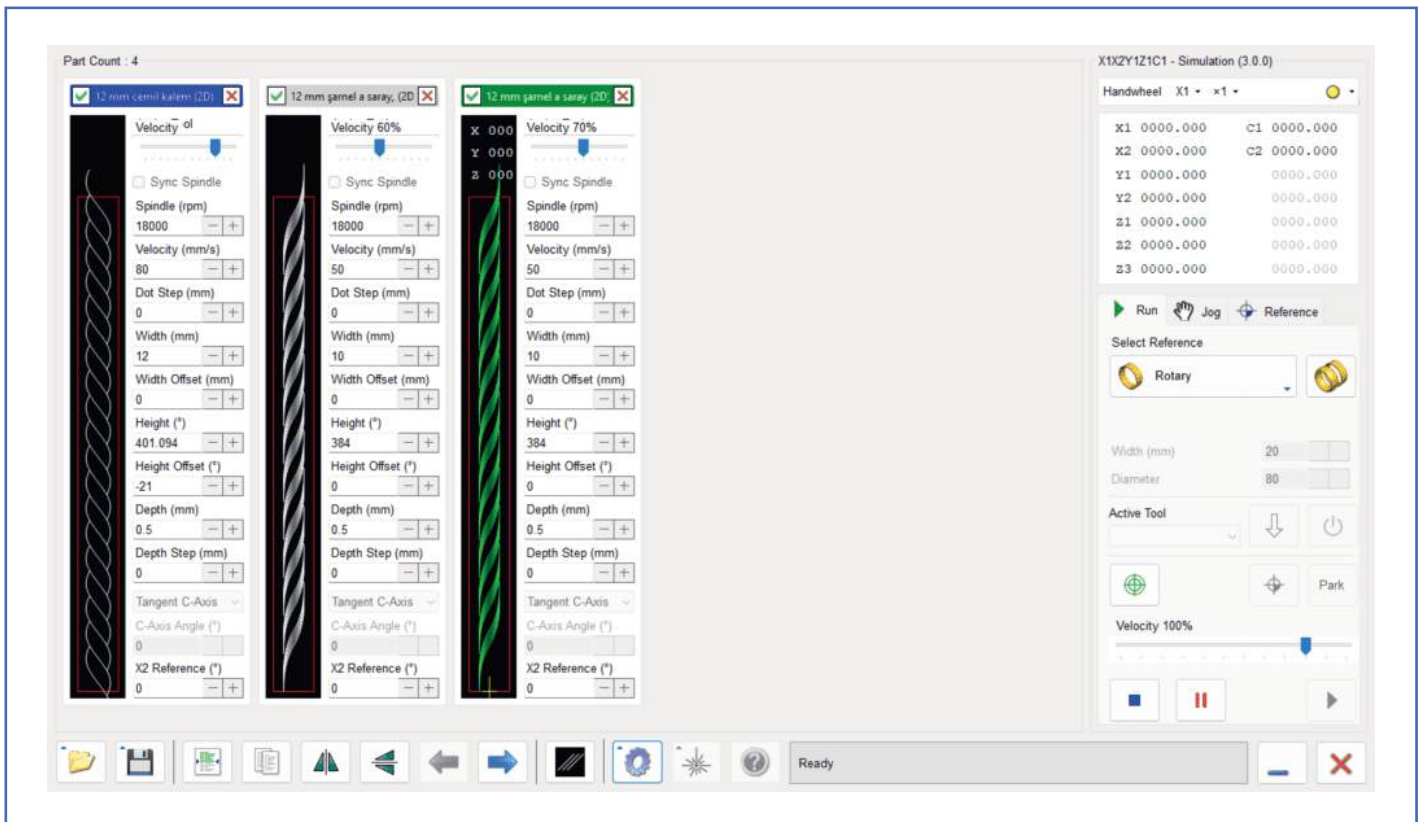 Part Count : 4
12 mm cemil kalem (2D)
Velocity
Sync Spindle
Spindle (rpm)
18000
Velocity (mm/s)
80
Dot Step (mm)
0
Width (mm)
12
Width Offset (mm)
0
Height (°)
401.094
Height Offset (°)
-21
Depth (mm)
0.5
Depth Step (mm)
0
Tangent C-Axis
C-Axis Angle (°)
0
X2 Reference (°)
0
12 mm şamel a saray, (2D
Velocity 60%
Sync Spindle
Spindle (rpm)
18000
Velocity (mm/s)
50
Dot Step (mm)
0
Width (mm)
10
Width Offset (mm)
0
Height (°)
384
Height Offset (°)
0
Depth (mm)
0.5
Depth Step (mm)
0
Tangent C-Axis
C-Axis Angle (°)
0
X2 Reference (°)
0
12 mm şamel a saray (2D)
X 000
Y 000
Z 000
Velocity 70%
Sync Spindle
Spindle (rpm)
18000
Velocity (mm/s)
50
Dot Step (mm)
0
Width (mm)
10
Width Offset (mm)
0
Height (°)
384
Height Offset (°)
0
Depth (mm)
0.5
Depth Step (mm)
0
Tangent C-Axis
C-Axis Angle (°)
0
X2 Reference (°)
0
X1X2Y1Z1C1 - Simulation (3.0.0)
Handwheel X1 ×1
X1 0000.000 C1 0000.000
X2 0000.000 C2 0000.000
Y1 0000.000 0000.000
Y2 0000.000 0000.000
Z1 0000.000 0000.000
Z2 0000.000 0000.000
Z3 0000.000 0000.000
Run Jog Reference
Select Reference
Rotary
Width (mm) 20
Diameter 80
Active Tool
Park
Velocity 100%
Ready